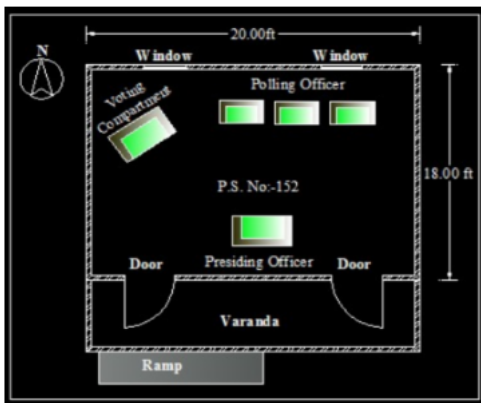 20.00ft
N
Window
Window
Voting
Compartment
Polling Officer
18.00 ft
P.S. No:-152
Presiding Officer
Door
Door
Varanda
Ramp